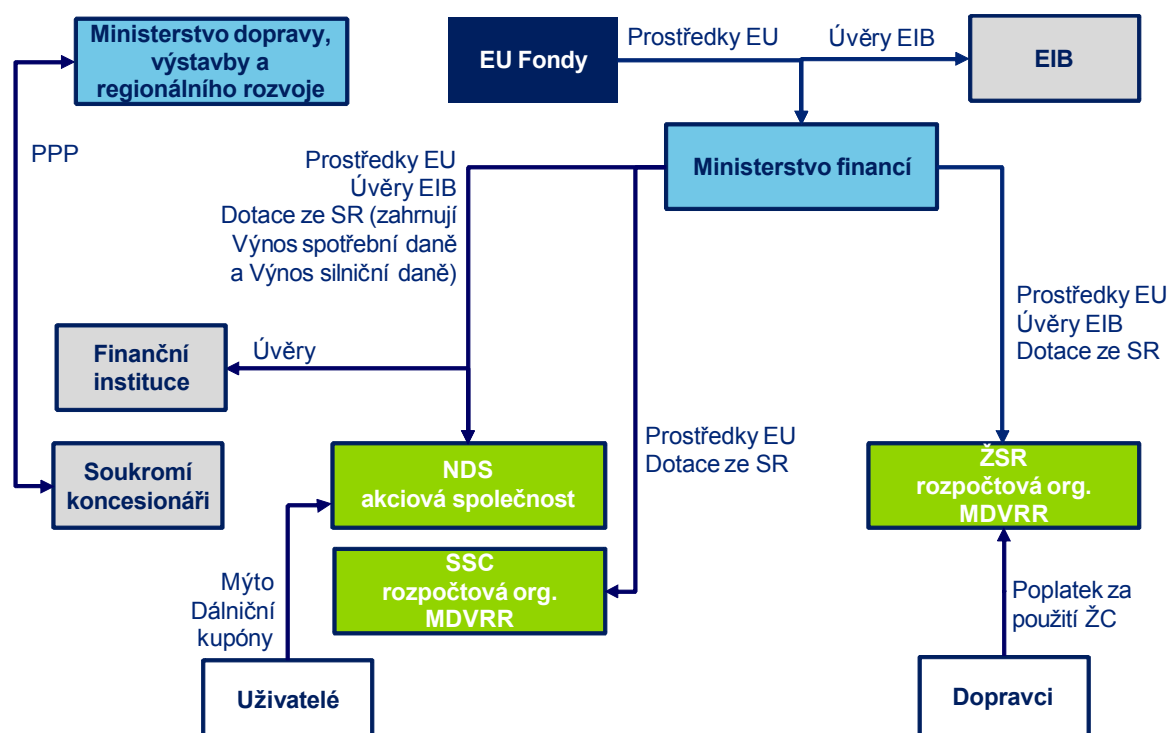 Ministerstvo dopravy,
výstavby a
regionálního rozvoje
EU Fondy
Prostředky EU
Úvěry EIB
EIB
PPP
Prostředky EU
Úvěry EIB
Dotace ze SR (zahrnují
Výnos spotřební daně
a Výnos silniční daně)
Ministerstvo financí
Prostředky EU
Úvěry EIB
Dotace ze SR
Finanční
instituce
Úvěry
Prostředky EU
Dotace ze SR
Soukromí
koncesionáři
NDS
akciová společnost
ŽSR
rozpočtová org.
MDVRR
SSC
rozpočtová org.
MDVRR
Mýto
Dálniční
kupóny
Poplatek za
použití ŽC
Uživatelé
Dopravci